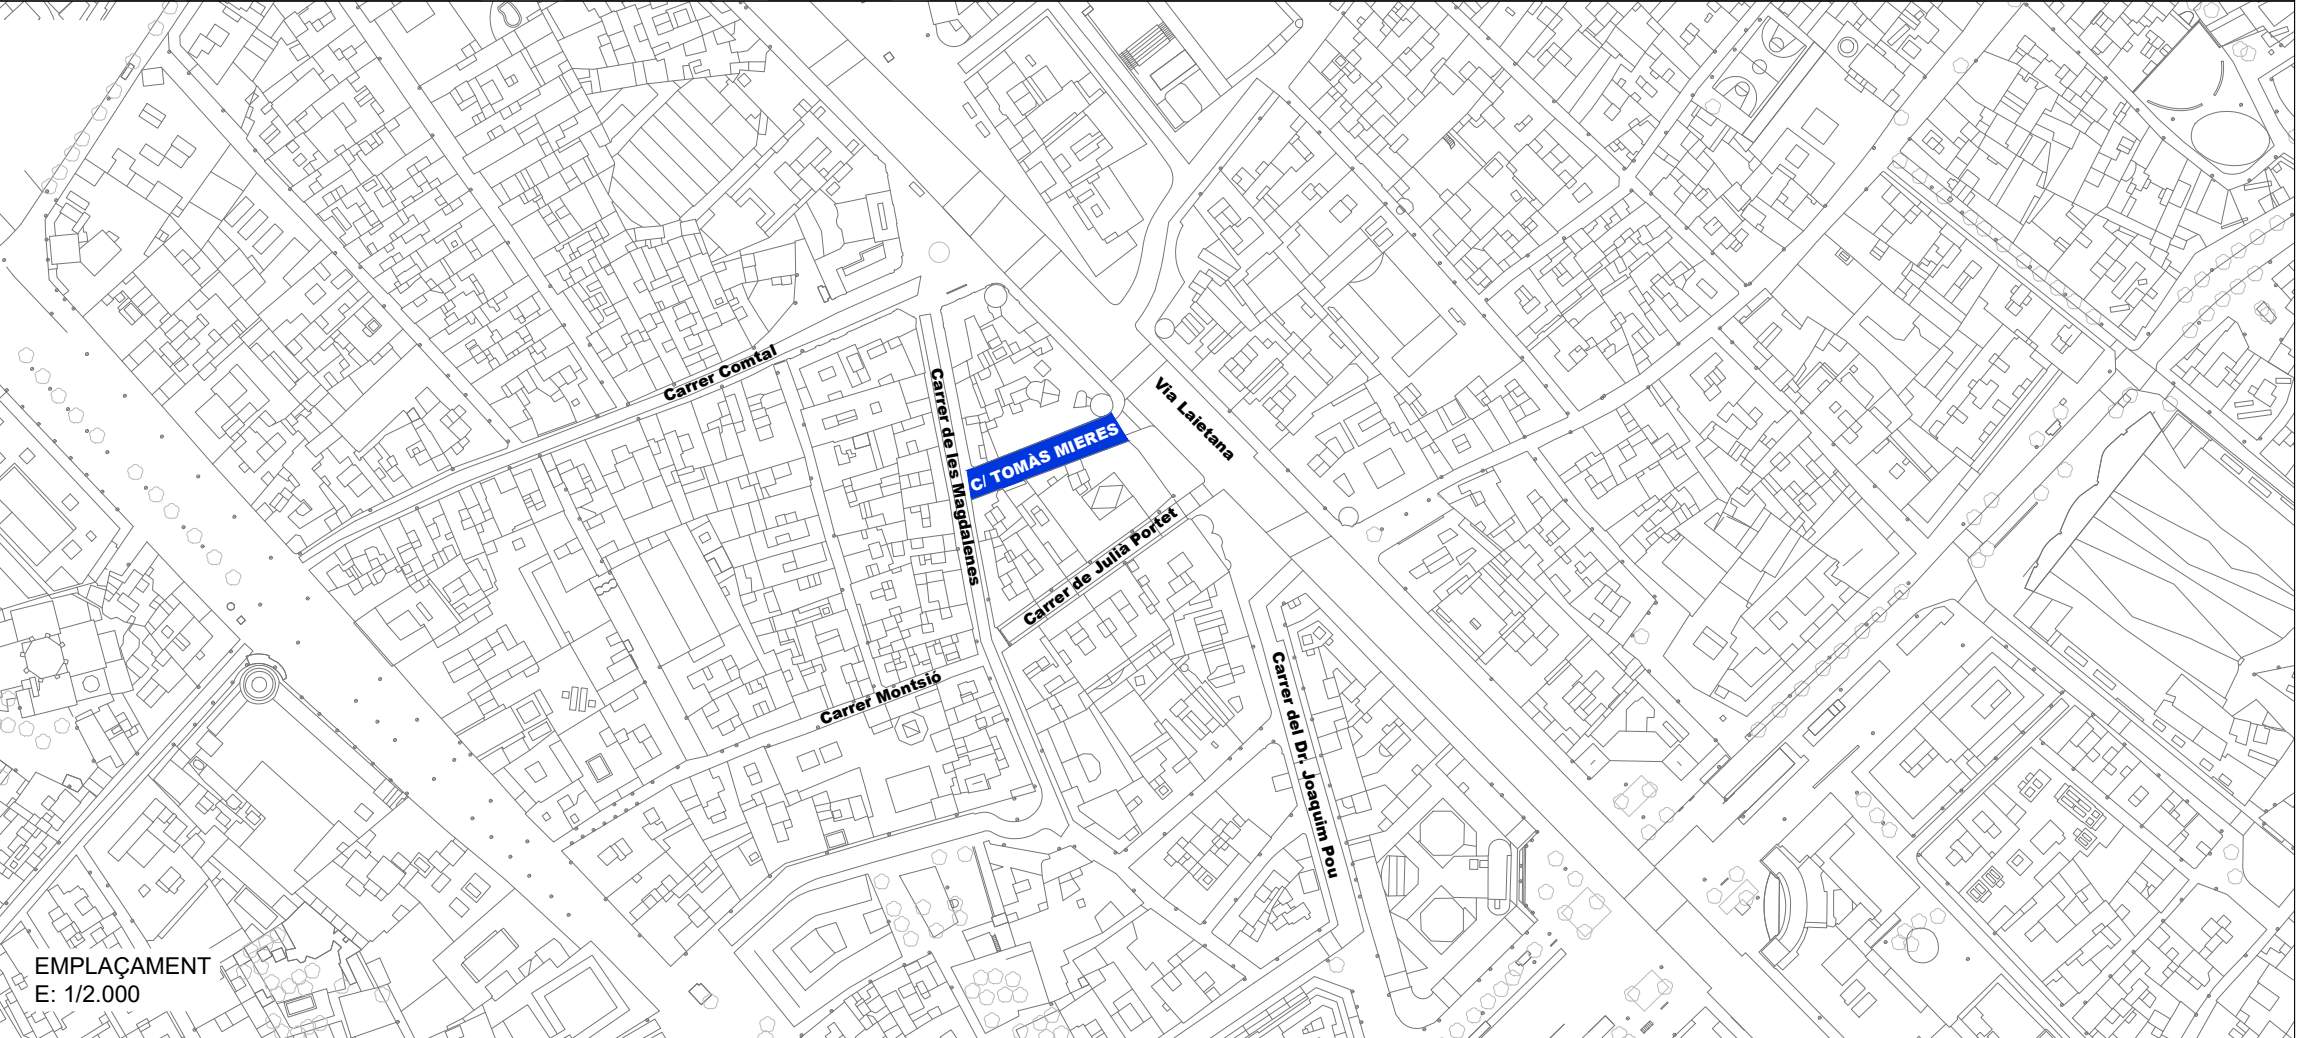 Carrer Comtal
Carrer de les Magdalenes
Via Laietana
C/ TOMÀS MIERES
Carrer de Julià Portet
Carrer Montsió
Carrer del Dr. Joaquim Pou
EMPLAÇAMENT
E: 1/2.000